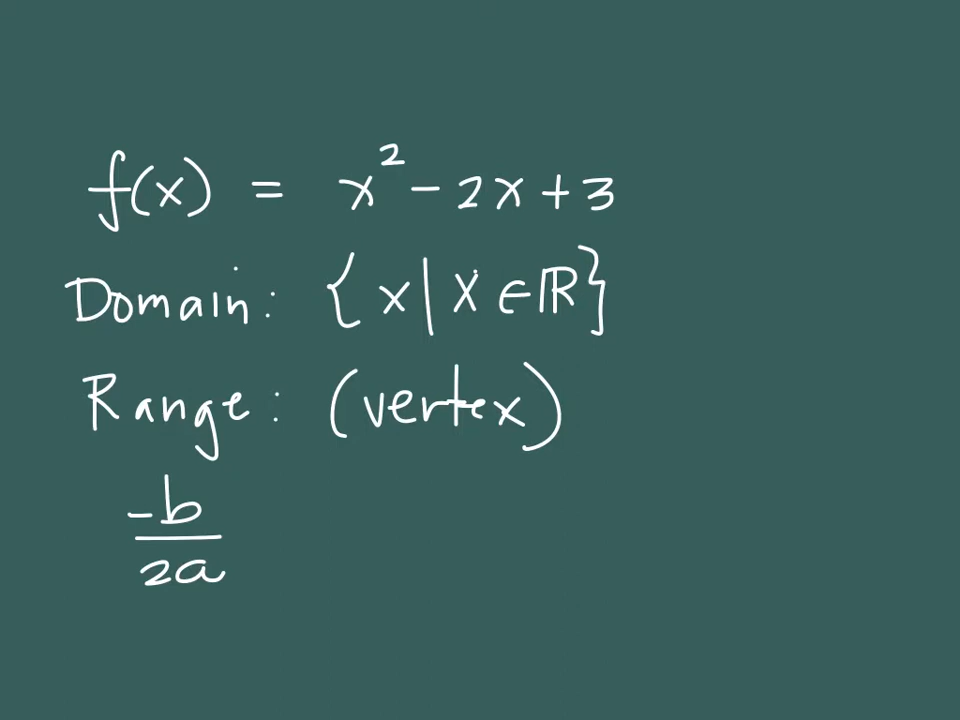 f(x) = x² - 2x + 3
Domain: {x | x ∈ ℝ}
Range: (vertex)
-b
2a